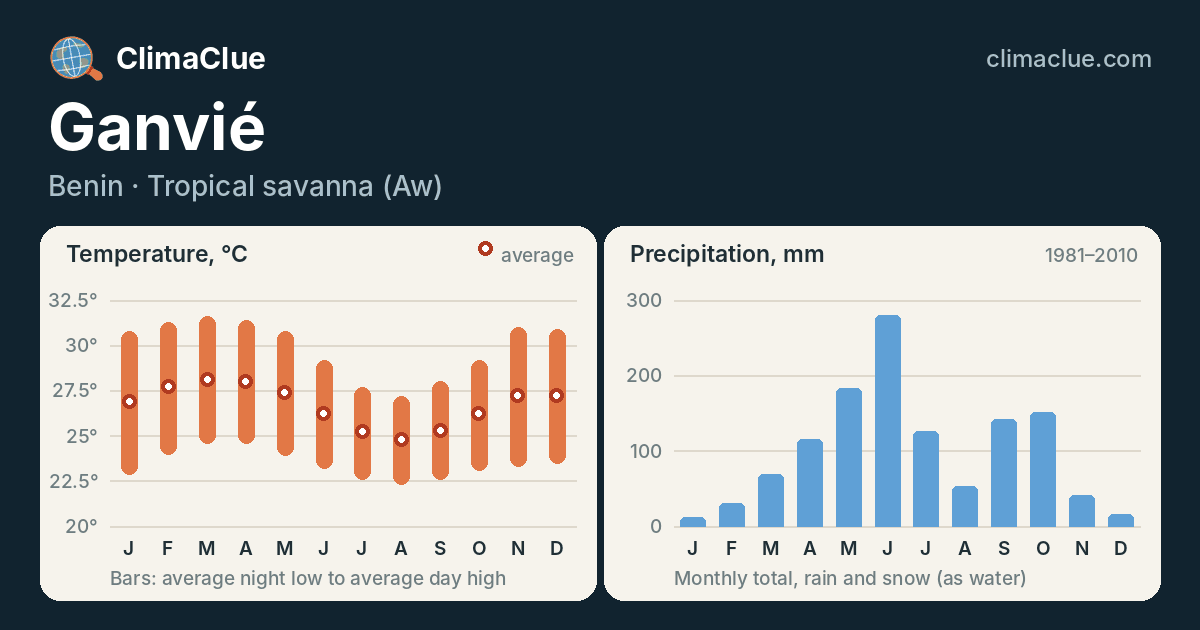 ClimaClue
climaclue.com
Ganvié
Benin · Tropical savanna (Aw)
Temperature, °C
average
32.5°
30°
27.5°
25°
22.5°
20°
J F M A M J J A S O N D
Bars: average night low to average day high
Precipitation, mm
1981–2010
300
200
100
0
J F M A M J J A S O N D
Monthly total, rain and snow (as water)